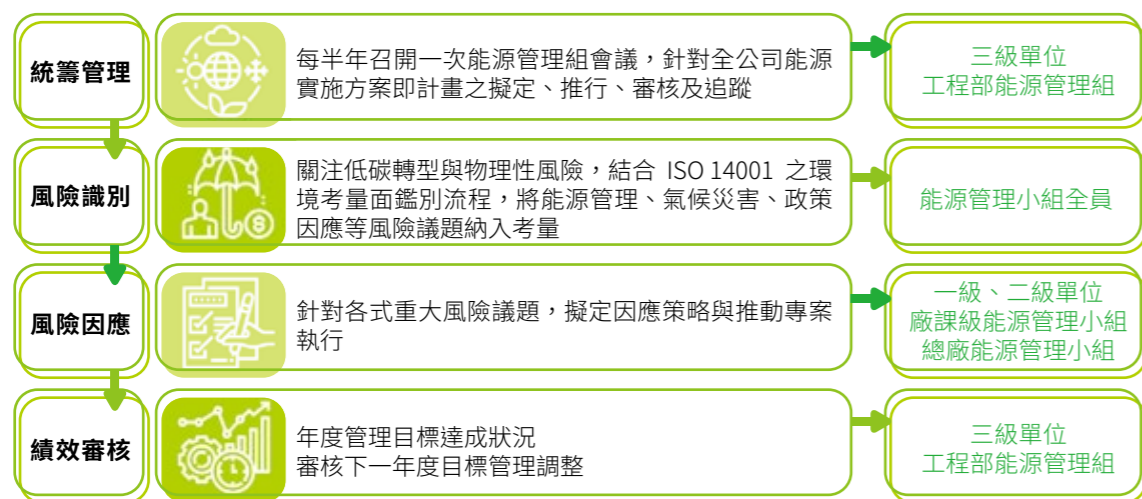 統籌管理
每半年召開一次能源管理組會議，針對全公司能源
實施方案即計畫之擬定、推行、審核及追蹤
三級單位
工程部能源管理組
風險識別
關注低碳轉型與物理性風險，結合 ISO 14001 之環
境考量面鑑別流程，將能源管理、氣候災害、政策
因應等風險議題納入考量
能源管理小組全員
風險因應
針對各式重大風險議題，擬定因應策略與推動專案
執行
一級、二級單位
廠課級能源管理小組
總廠能源管理小組
績效審核
年度管理目標達成狀況
審核下一年度目標管理調整
三級單位
工程部能源管理組